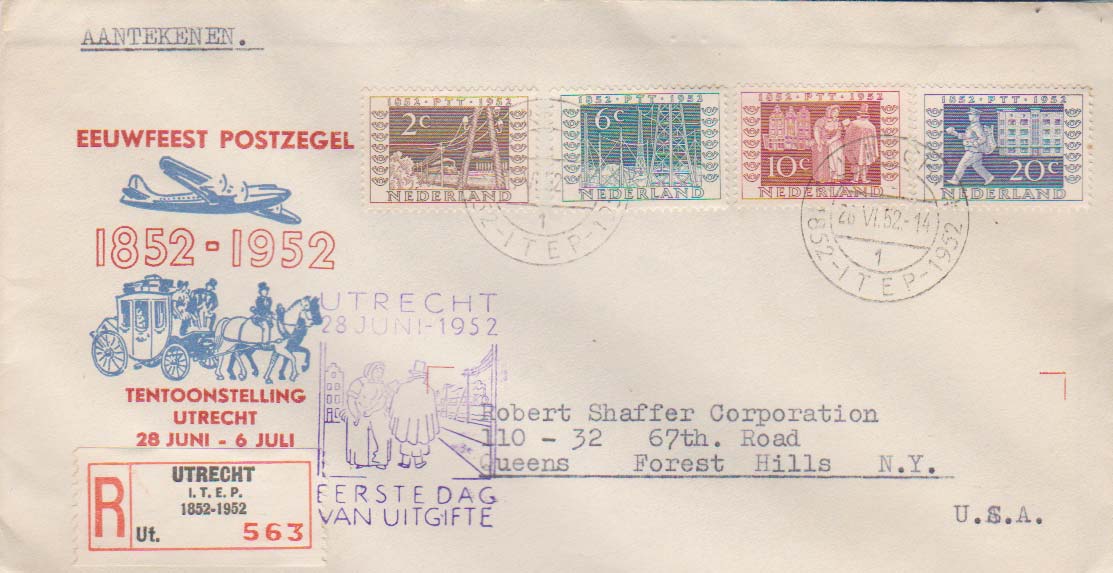 AANTEKENEN.
1852·PTT·1952
2c
NEDERLAND
1852·PTT·1952
6c
NEDERLAND
1852·PTT·1952
10c
NEDERLAND
1852·PTT·1952
20c
NEDERLAND
1
-ITEP-
28 VI.52.-14
1
1852-ITEP-1952
EEUWFEEST POSTZEGEL
1852-1952
TENTOONSTELLING
UTRECHT
28 JUNI - 6 JULI
UTRECHT
28 JUNI-1952
EERSTE DAG
VAN UITGIFTE
Robert Shaffer Corporation
110 - 32 67th. Road
Queens Forest Hills N.Y.
U.S.A.
R
UTRECHT
I.T.E.P.
1852-1952
Ut. 563